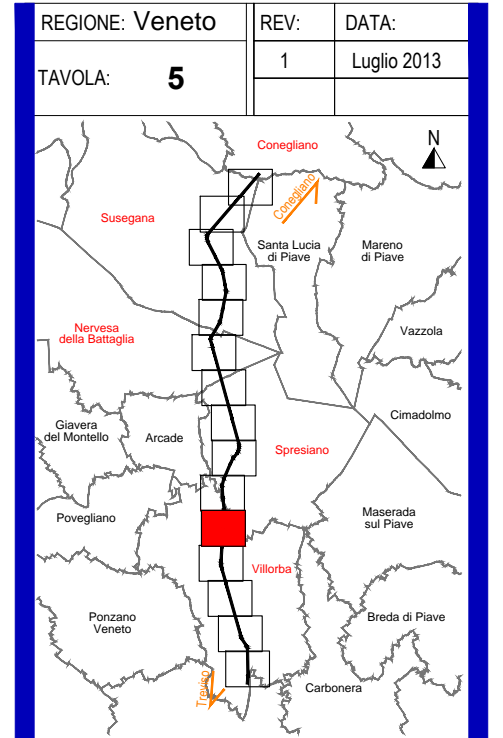 REGIONE: Veneto
REV:
DATA:
TAVOLA: 5
1
Luglio 2013
N
Conegliano
Conegliano
Susegana
Santa Lucia
di Piave
Mareno
di Piave
Nervesa
della Battaglia
Vazzola
Cimadolmo
Giavera
del Montello
Arcade
Spresiano
Povegliano
Maserada
sul Piave
Villorba
Ponzano
Veneto
Breda di Piave
Treviso
Carbonera